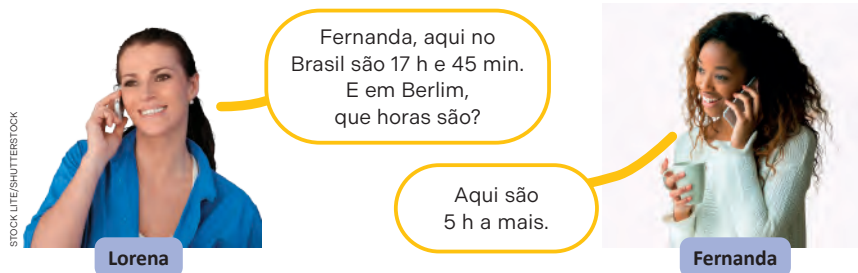 Fernanda, aqui no
Brasil são 17 h e 45 min.
E em Berlim,
que horas são?
Aqui são
5 h a mais.
STOCK LITE/SHUTTERSTOCK
Lorena
Fernanda